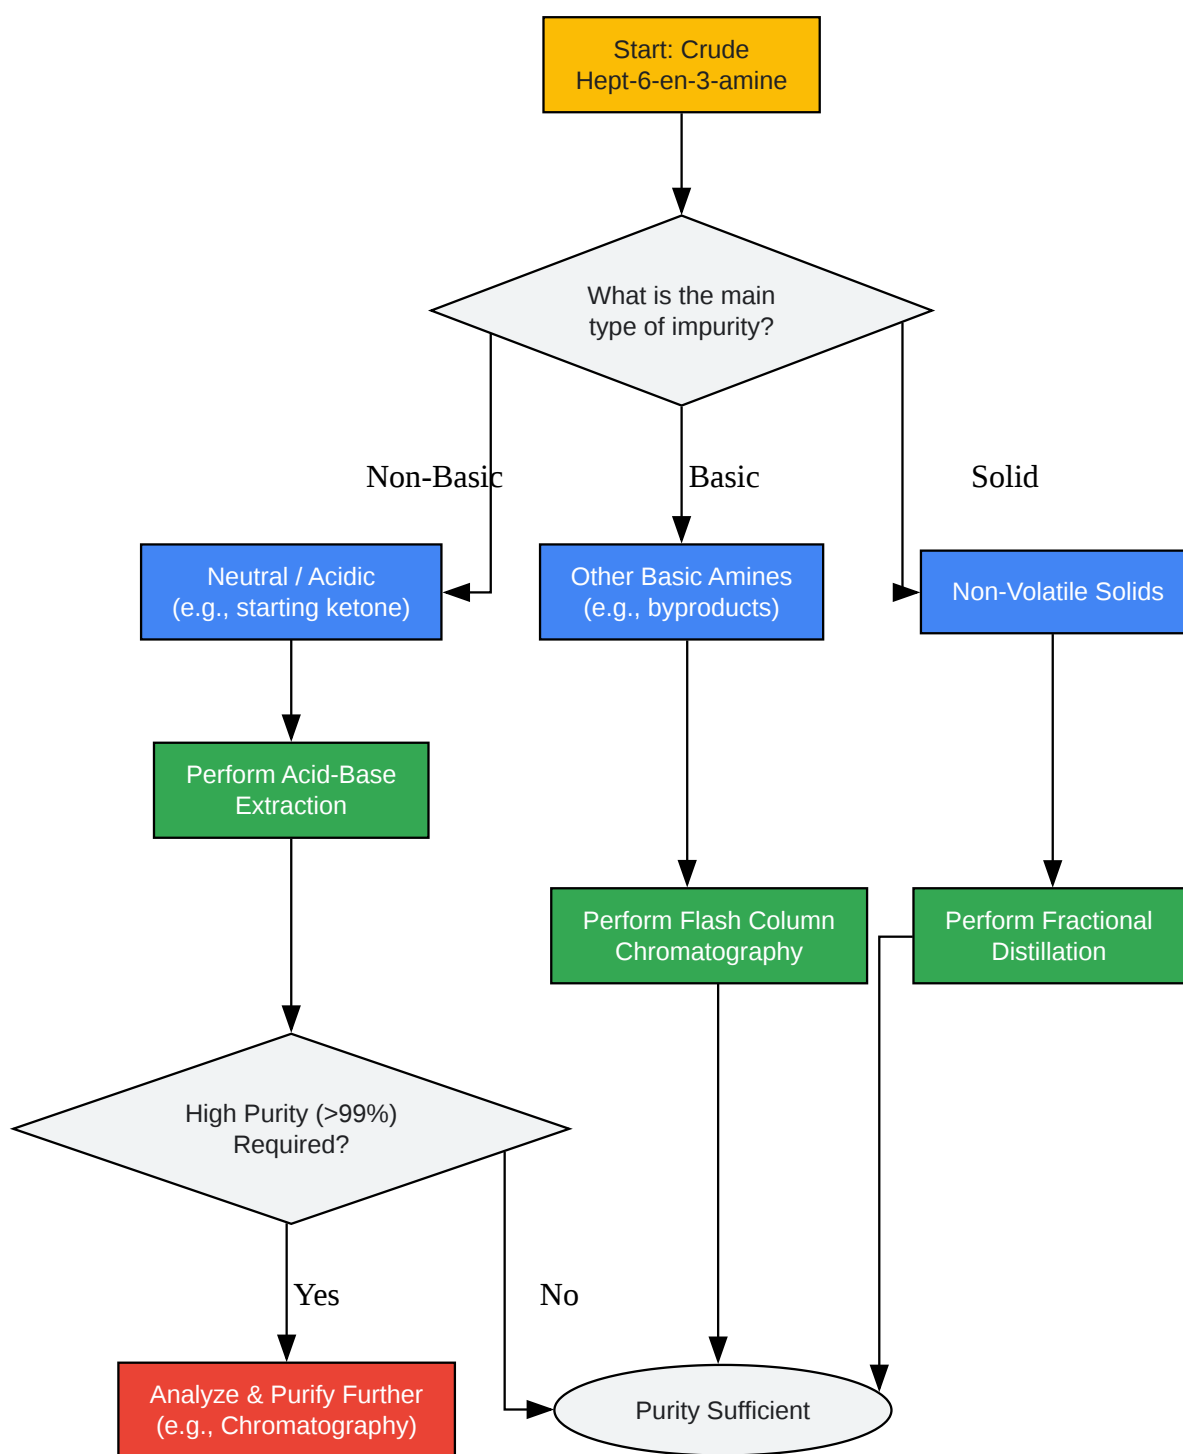 Start: Crude
Hept-6-en-3-amine
What is the main
type of impurity?
Non-Basic
Basic
Solid
Neutral / Acidic
(e.g., starting ketone)
Other Basic Amines
(e.g., byproducts)
Non-Volatile Solids
Perform Acid-Base
Extraction
Perform Flash Column
Chromatography
Perform Fractional
Distillation
High Purity (>99%)
Required?
Yes
No
Analyze & Purify Further
(e.g., Chromatography)
Purity Sufficient